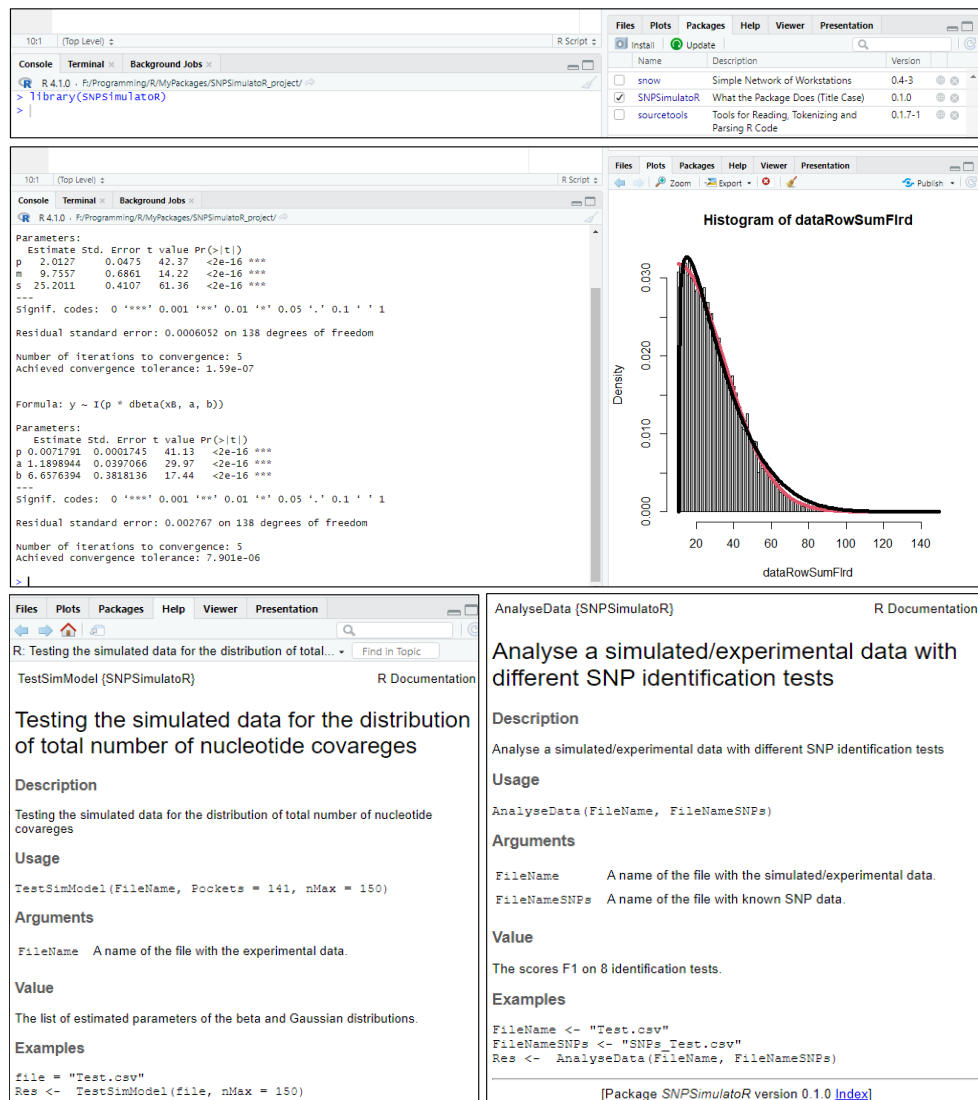 10:1 (Top Level) R Script
Console Terminal Background Jobs
R 4.1.0 · F:/Programming/R/MyPackages/SNPSimulatoR_project/
> library(SNPSimulatoR)
>
Files Plots Packages Help Viewer Presentation
Install Update
Name Description Version
snow Simple Network of Workstations 0.4-3
SNPSimulatoR What the Package Does (Title Case) 0.1.0
sourcetools Tools for Reading, Tokenizing and 0.1.7-1
Parsing R Code
10:1 (Top Level) R Script
Console Terminal Background Jobs
R 4.1.0 · F:/Programming/R/MyPackages/SNPSimulatoR_project/
Parameters:
Estimate Std. Error t value Pr(>|t|)
p 2.0127 0.0475 42.37 <2e-16 ***
m 9.7557 0.6861 14.22 <2e-16 ***
s 25.2011 0.4107 61.36 <2e-16 ***
---
Signif. codes: 0 ‘***’ 0.001 ‘**’ 0.01 ‘*’ 0.05 ‘.’ 0.1 ‘ ’ 1
Residual standard error: 0.0006052 on 138 degrees of freedom
Number of iterations to convergence: 5
Achieved convergence tolerance: 1.59e-07
Formula: y ~ I(p * dbeta(xB, a, b))
Parameters:
Estimate Std. Error t value Pr(>|t|)
p 0.0071791 0.0001745 41.13 <2e-16 ***
a 1.1898944 0.0397066 29.97 <2e-16 ***
b 6.6576394 0.3818136 17.44 <2e-16 ***
---
Signif. codes: 0 ‘***’ 0.001 ‘**’ 0.01 ‘*’ 0.05 ‘.’ 0.1 ‘ ’ 1
Residual standard error: 0.002767 on 138 degrees of freedom
Number of iterations to convergence: 5
Achieved convergence tolerance: 7.901e-06
>
Files Plots Packages Help Viewer Presentation
Zoom Export Publish
Histogram of dataRowSumFlrd
Density
0.030
0.020
0.010
0.000
20 40 60 80 100 120 140
dataRowSumFlrd
Files Plots Packages Help Viewer Presentation
R: Testing the simulated data for the distribution of total... Find in Topic
TestSimModel {SNPSimulatoR} R Documentation
Testing the simulated data for the distribution
of total number of nucleotide covareges
Description
Testing the simulated data for the distribution of total number of nucleotide
covareges
Usage
TestSimModel(FileName, Pockets = 141, nMax = 150)
Arguments
FileName A name of the file with the experimental data.
Value
The list of estimated parameters of the beta and Gaussian distributions.
Examples
file = "Test.csv"
Res <- TestSimModel(file, nMax = 150)
AnalyseData {SNPSimulatoR} R Documentation
Analyse a simulated/experimental data with
different SNP identification tests
Description
Analyse a simulated/experimental data with different SNP identification tests
Usage
AnalyseData(FileName, FileNameSNPs)
Arguments
FileName A name of the file with the simulated/experimental data.
FileNameSNPs A name of the file with known SNP data.
Value
The scores F1 on 8 identification tests.
Examples
FileName <- "Test.csv"
FileNameSNPs <- "SNPs_Test.csv"
Res <- AnalyseData(FileName, FileNameSNPs)
[Package SNPSimulatoR version 0.1.0 Index]